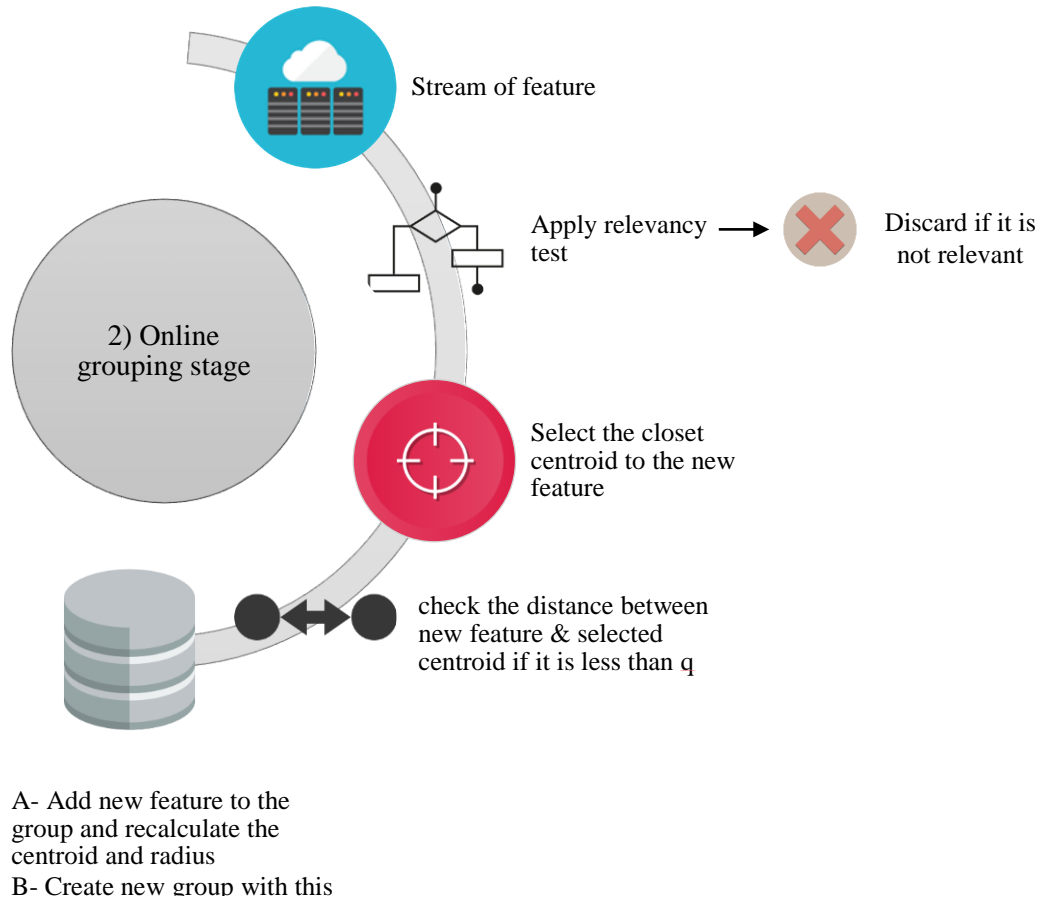 Stream of feature
Apply relevancy
test
Discard if it is
not relevant
2) Online
grouping stage
Select the closet
centroid to the new
feature
check the distance between
new feature & selected
centroid if it is less than q
A- Add new feature to the
group and recalculate the
centroid and radius
B- Create new group with this